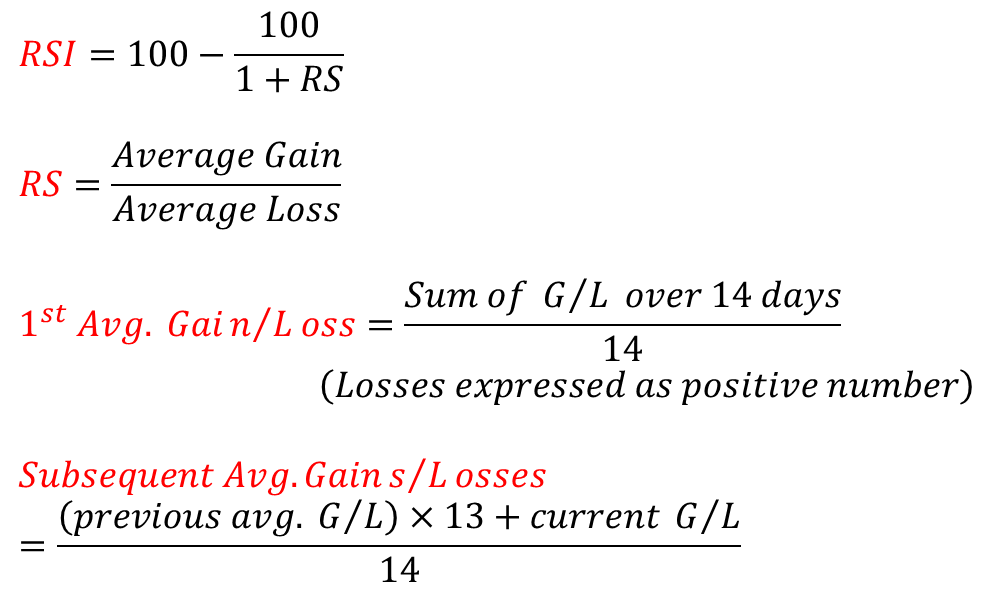 RSI = 100 − 100 / (1 + RS)
RS = Average Gain / Average Loss
1st Avg. Gain/Loss = Sum of G/L over 14 days / 14
(Losses expressed as positive number)
Subsequent Avg. Gains/Losses
= (previous avg. G/L) × 13 + current G/L / 14